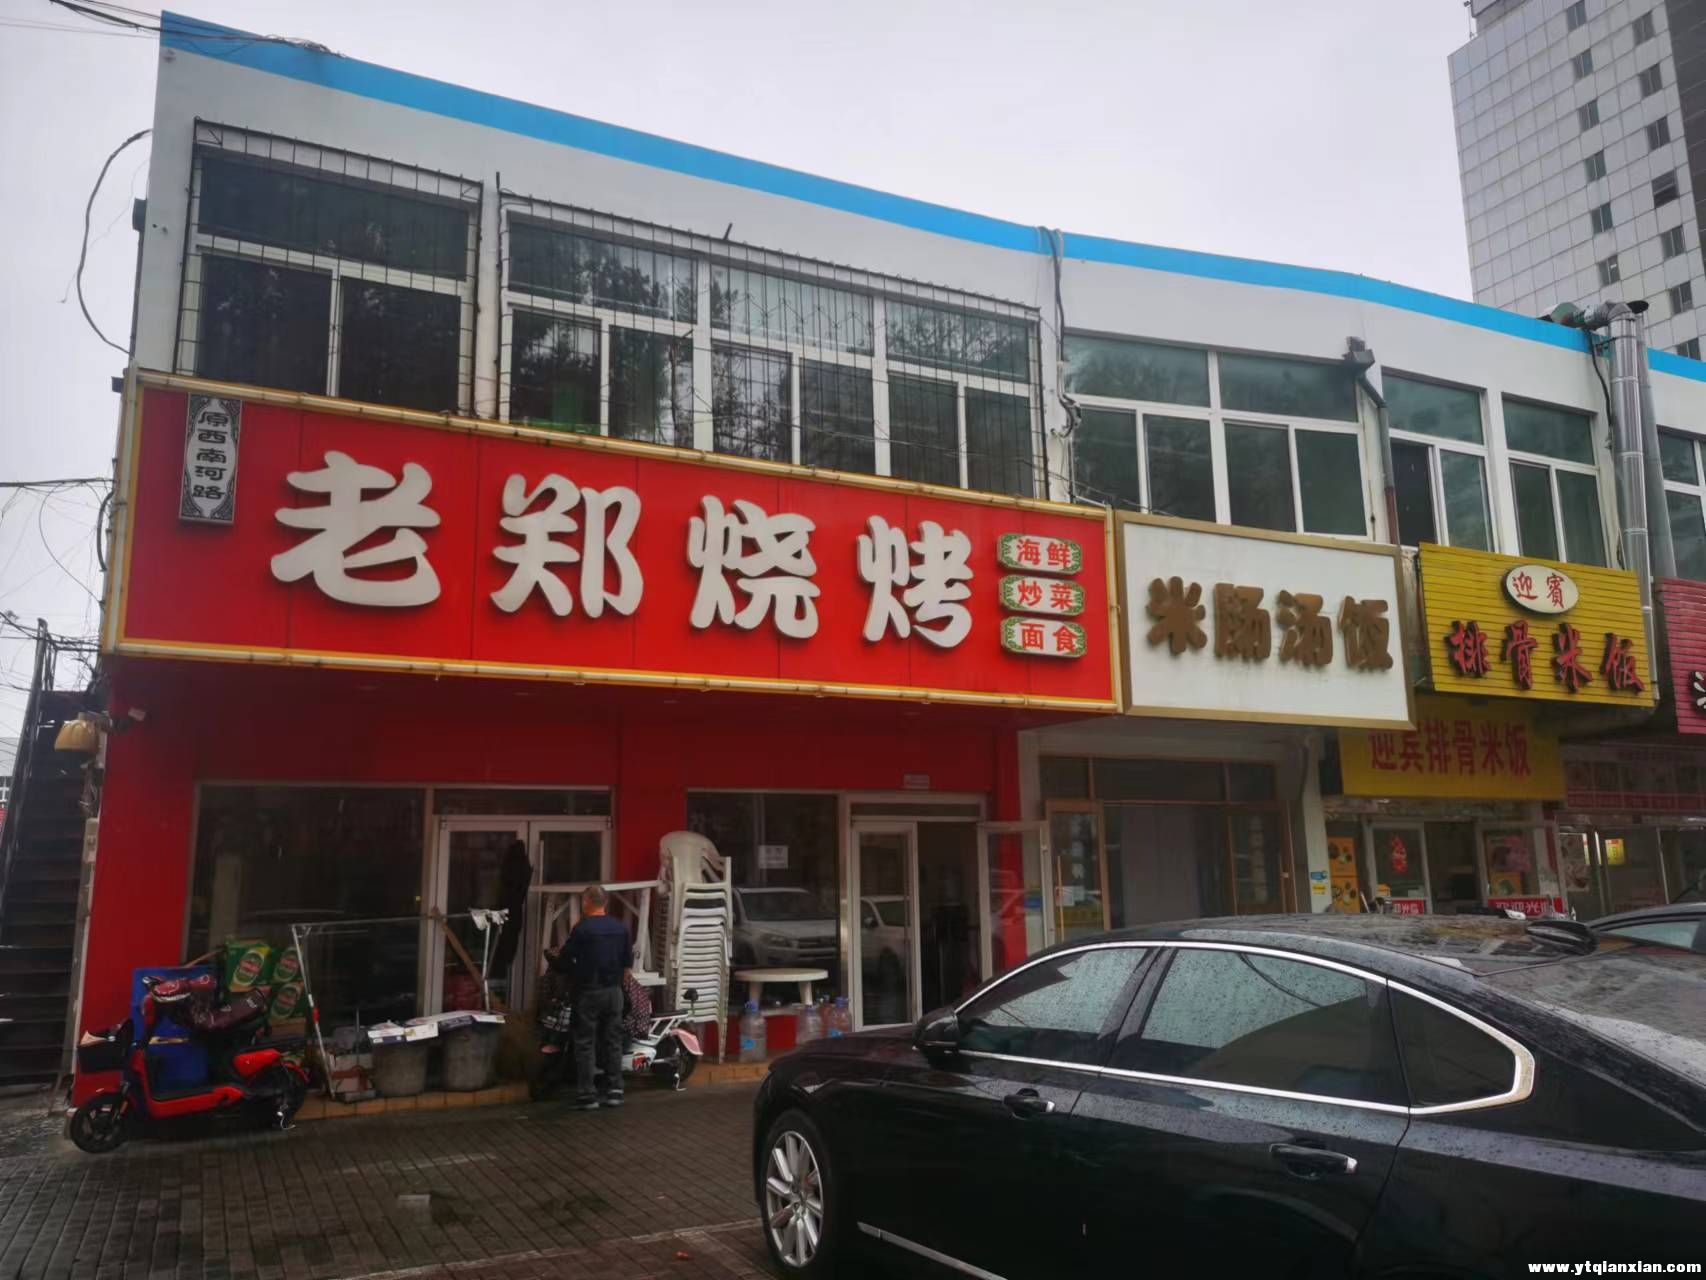 原西南河路
老郑烧烤
海鲜
炒菜
面食
米肠汤饭
迎賓
排骨米饭
迎宾排骨米饭
www.ytqianxian.com